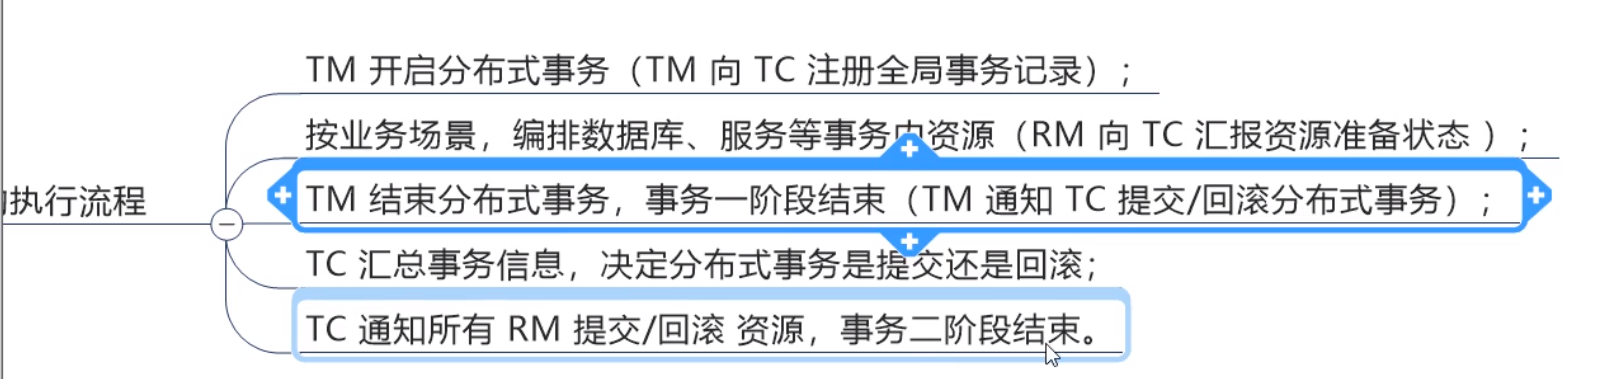 TM 开启分布式事务（TM 向 TC 注册全局事务记录）；
按业务场景，编排数据库、服务等事务内资源（RM 向 TC 汇报资源准备状态 ）；
执行流程
TM 结束分布式事务，事务一阶段结束（TM 通知 TC 提交/回滚分布式事务）；
TC 汇总事务信息，决定分布式事务是提交还是回滚；
TC 通知所有 RM 提交/回滚 资源，事务二阶段结束。